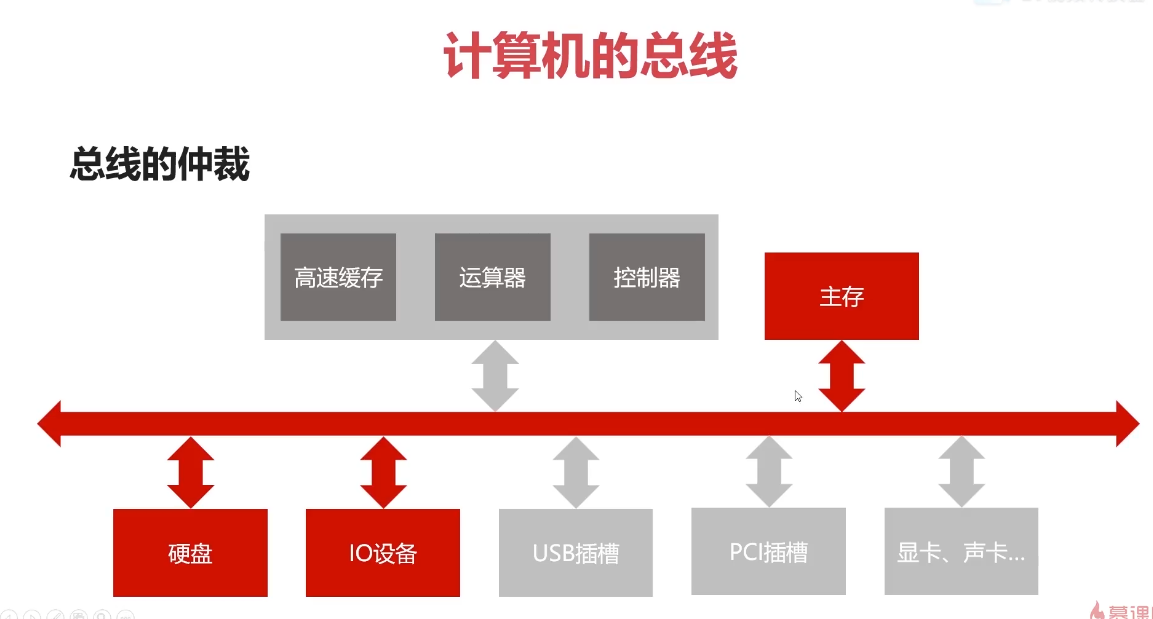 计算机的总线
总线的仲裁
高速缓存
运算器
控制器
主存
硬盘
IO设备
USB插槽
PCI插槽
显卡、声卡...
慕课